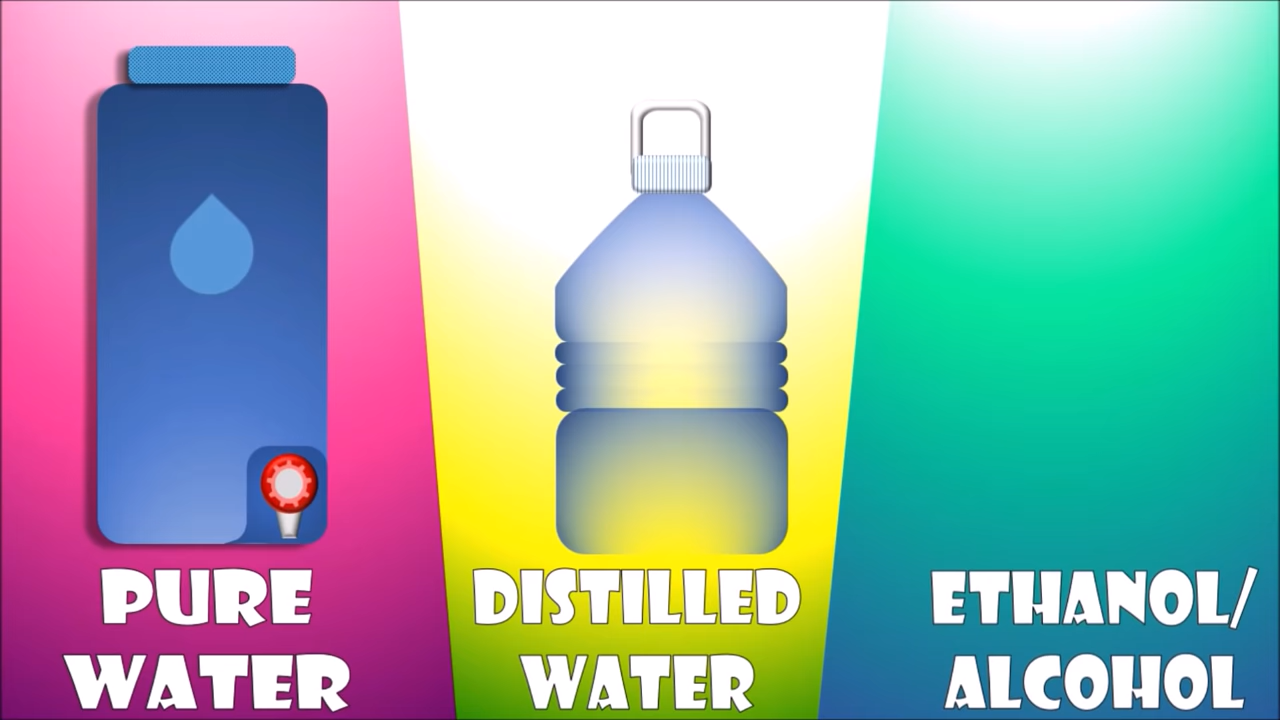 PURE
WATER
DISTILLED
WATER
ETHANOL/
ALCOHOL